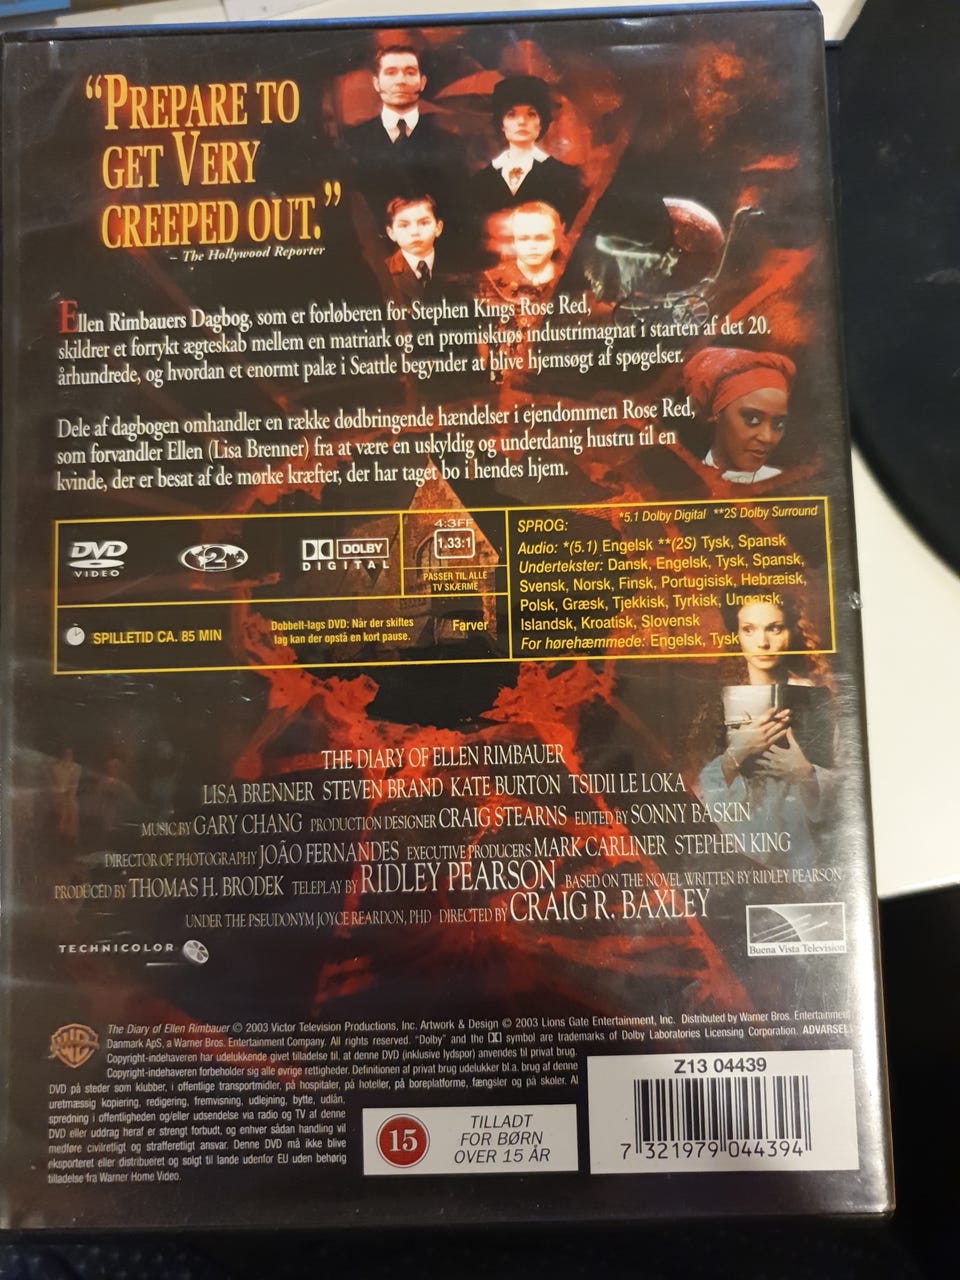 “PREPARE TO
GET VERY
CREEPED OUT.”
– The Hollywood Reporter
Ellen Rimbauers Dagbog, som er forløberen for Stephen Kings Rose Red,
skildrer et forrykt ægteskab mellem en matriark og en promiskuøs industrimagnat i starten af det 20.
århundrede, og hvordan et enormt palæ i Seattle begynder at blive hjemsøgt af spøgelser.
Dele af dagbogen omhandler en række dødbringende hændelser i ejendommen Rose Red,
som forvandler Ellen (Lisa Brenner) fra at være en uskyldig og underdanig hustru til en
kvinde, der er besat af de mørke kræfter, der har taget bo i hendes hjem.
DVD
VIDEO
2
DOLBY
DIGITAL
4:3FF
1.33:1
PASSER TIL ALLE
TV SKÆRME
SPILLETID CA. 85 MIN
Dobbelt-lags DVD: Når der skiftes
lag kan der opstå en kort pause.
Farver
*5.1 Dolby Digital **2S Dolby Surround
SPROG:
Audio: *(5.1) Engelsk **(2S) Tysk, Spansk
Undertekster: Dansk, Engelsk, Tysk, Spansk,
Svensk, Norsk, Finsk, Portugisisk, Hebræisk,
Polsk, Græsk, Tjekkisk, Tyrkisk, Ungarsk,
Islandsk, Kroatisk, Slovensk
For hørehæmmede: Engelsk, Tysk
THE DIARY OF ELLEN RIMBAUER
LISA BRENNER STEVEN BRAND KATE BURTON TSIDII LE LOKA
MUSIC BY GARY CHANG PRODUCTION DESIGNER CRAIG STEARNS EDITED BY SONNY BASKIN
DIRECTOR OF PHOTOGRAPHY JOÃO FERNANDES EXECUTIVE PRODUCERS MARK CARLINER STEPHEN KING
PRODUCED BY THOMAS H. BRODEK TELEPLAY BY RIDLEY PEARSON BASED ON THE NOVEL WRITTEN BY RIDLEY PEARSON
UNDER THE PSEUDONYM JOYCE REARDON, PHD DIRECTED BY CRAIG R. BAXLEY
TECHNICOLOR
Buena Vista Television
The Diary of Ellen Rimbauer © 2003 Victor Television Productions, Inc. Artwork & Design © 2003 Lions Gate Entertainment, Inc. Distributed by Warner Bros. Entertainment
Danmark ApS, a Warner Bros. Entertainment Company. All rights reserved. "Dolby" and the DD symbol are trademarks of Dolby Laboratories Licensing Corporation. ADVARSEL
Copyright-indehaveren har udelukkende givet tilladelse til, at denne DVD (inklusive lydspor) anvendes til privat brug.
Copyright-indehaveren forbeholder sig alle øvrige rettigheder. Definitionen af privat brug udelukker bl.a. brug af denne
DVD på steder som klubber, i offentlige transportmidler, på hospitaler, på hoteller, på boreplatforme, fængsler og på skoler. Al
uretmæssig kopiering, redigering, fremvisning, udlejning, bytte, udlån,
spredning i offentligheden og/eller udsendelse via radio og TV af denne
DVD eller uddrag heraf er strengt forbudt, og enhver sådan handling vil
medføre civilretligt og strafferetligt ansvar. Denne DVD må ikke blive
eksporteret eller distribueret og solgt til lande udenfor EU uden behørig
tilladelse fra Warner Home Video.
15
TILLADT
FOR BØRN
OVER 15 ÅR
Z13 04439
7 321979 044394